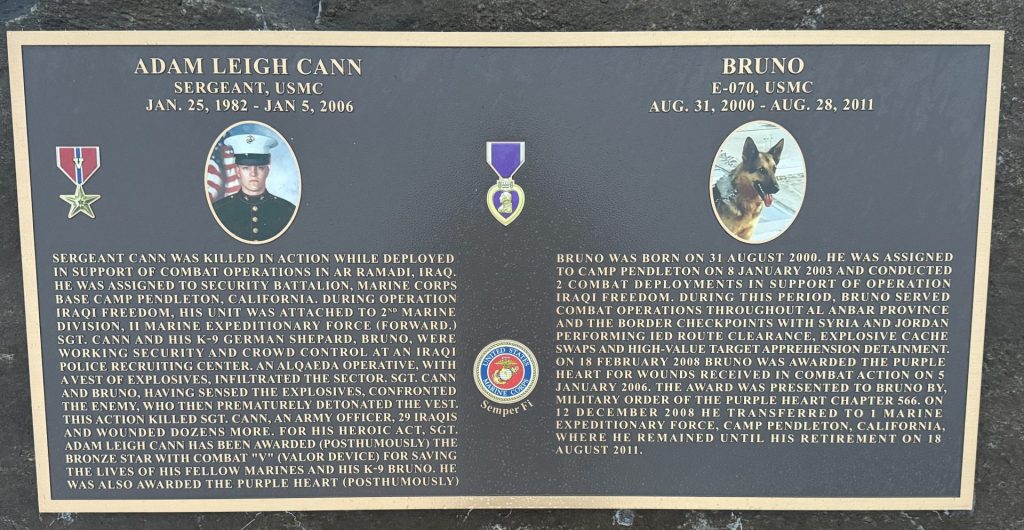 ADAM LEIGH CANN
SERGEANT, USMC
JAN. 25, 1982 - JAN 5, 2006
SERGEANT CANN WAS KILLED IN ACTION WHILE DEPLOYED
IN SUPPORT OF COMBAT OPERATIONS IN AR RAMADI, IRAQ.
HE WAS ASSIGNED TO SECURITY BATTALION, MARINE CORPS
BASE CAMP PENDLETON, CALIFORNIA. DURING OPERATION
IRAQI FREEDOM, HIS UNIT WAS ATTACHED TO 2ND MARINE
DIVISION, II MARINE EXPEDITIONARY FORCE (FORWARD.)
SGT. CANN AND HIS K-9 GERMAN SHEPARD, BRUNO, WERE
WORKING SECURITY AND CROWD CONTROL AT AN IRAQI
POLICE RECRUITING CENTER. AN ALQAEDA OPERATIVE, WITH
A VEST OF EXPLOSIVES, INFILTRATED THE SECTOR. SGT. CANN
AND BRUNO, HAVING SENSED THE EXPLOSIVES, CONFRONTED
THE ENEMY, WHO THEN PREMATURELY DETONATED THE VEST.
THIS ACTION KILLED SGT. CANN, AN ARMY OFFICER, 29 IRAQIS
AND WOUNDED DOZENS MORE. FOR HIS HEROIC ACT, SGT.
ADAM LEIGH CANN HAS BEEN AWARDED (POSTHUMOUSLY) THE
BRONZE STAR WITH COMBAT "V" (VALOR DEVICE) FOR SAVING
THE LIVES OF HIS FELLOW MARINES AND HIS K-9 BRUNO. HE
WAS ALSO AWARDED THE PURPLE HEART (POSTHUMOUSLY)
V
UNITED STATES
MARINE CORPS
Semper Fi
BRUNO
E-070, USMC
AUG. 31, 2000 - AUG. 28, 2011
BRUNO WAS BORN ON 31 AUGUST 2000. HE WAS ASSIGNED
TO CAMP PENDLETON ON 8 JANUARY 2003 AND CONDUCTED
2 COMBAT DEPLOYMENTS IN SUPPORT OF OPERATION
IRAQI FREEDOM. DURING THIS PERIOD, BRUNO SERVED
COMBAT OPERATIONS THROUGHOUT AL ANBAR PROVINCE
AND THE BORDER CHECKPOINTS WITH SYRIA AND JORDAN
PERFORMING IED ROUTE CLEARANCE, EXPLOSIVE CACHE
SWAPS AND HIGH-VALUE TARGET APPREHENSION DETAINMENT.
ON 18 FEBRUARY 2008 BRUNO WAS AWARDED THE PURPLE
HEART FOR WOUNDS RECEIVED IN COMBAT ACTION ON 5
JANUARY 2006. THE AWARD WAS PRESENTED TO BRUNO BY,
MILITARY ORDER OF THE PURPLE HEART CHAPTER 566. ON
12 DECEMBER 2008 HE TRANSFERRED TO 1 MARINE
EXPEDITIONARY FORCE, CAMP PENDLETON, CALIFORNIA,
WHERE HE REMAINED UNTIL HIS RETIREMENT ON 18
AUGUST 2011.